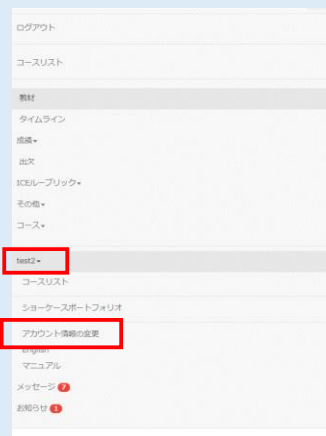 ログアウト
コースリスト
教材
タイムライン
成績▾
出欠
ICEルーブリック▾
その他▾
コース▾
test2▾
コースリスト
ショーケースポートフォリオ
アカウント情報の変更
English
マニュアル
メッセージ 7
お知らせ 1